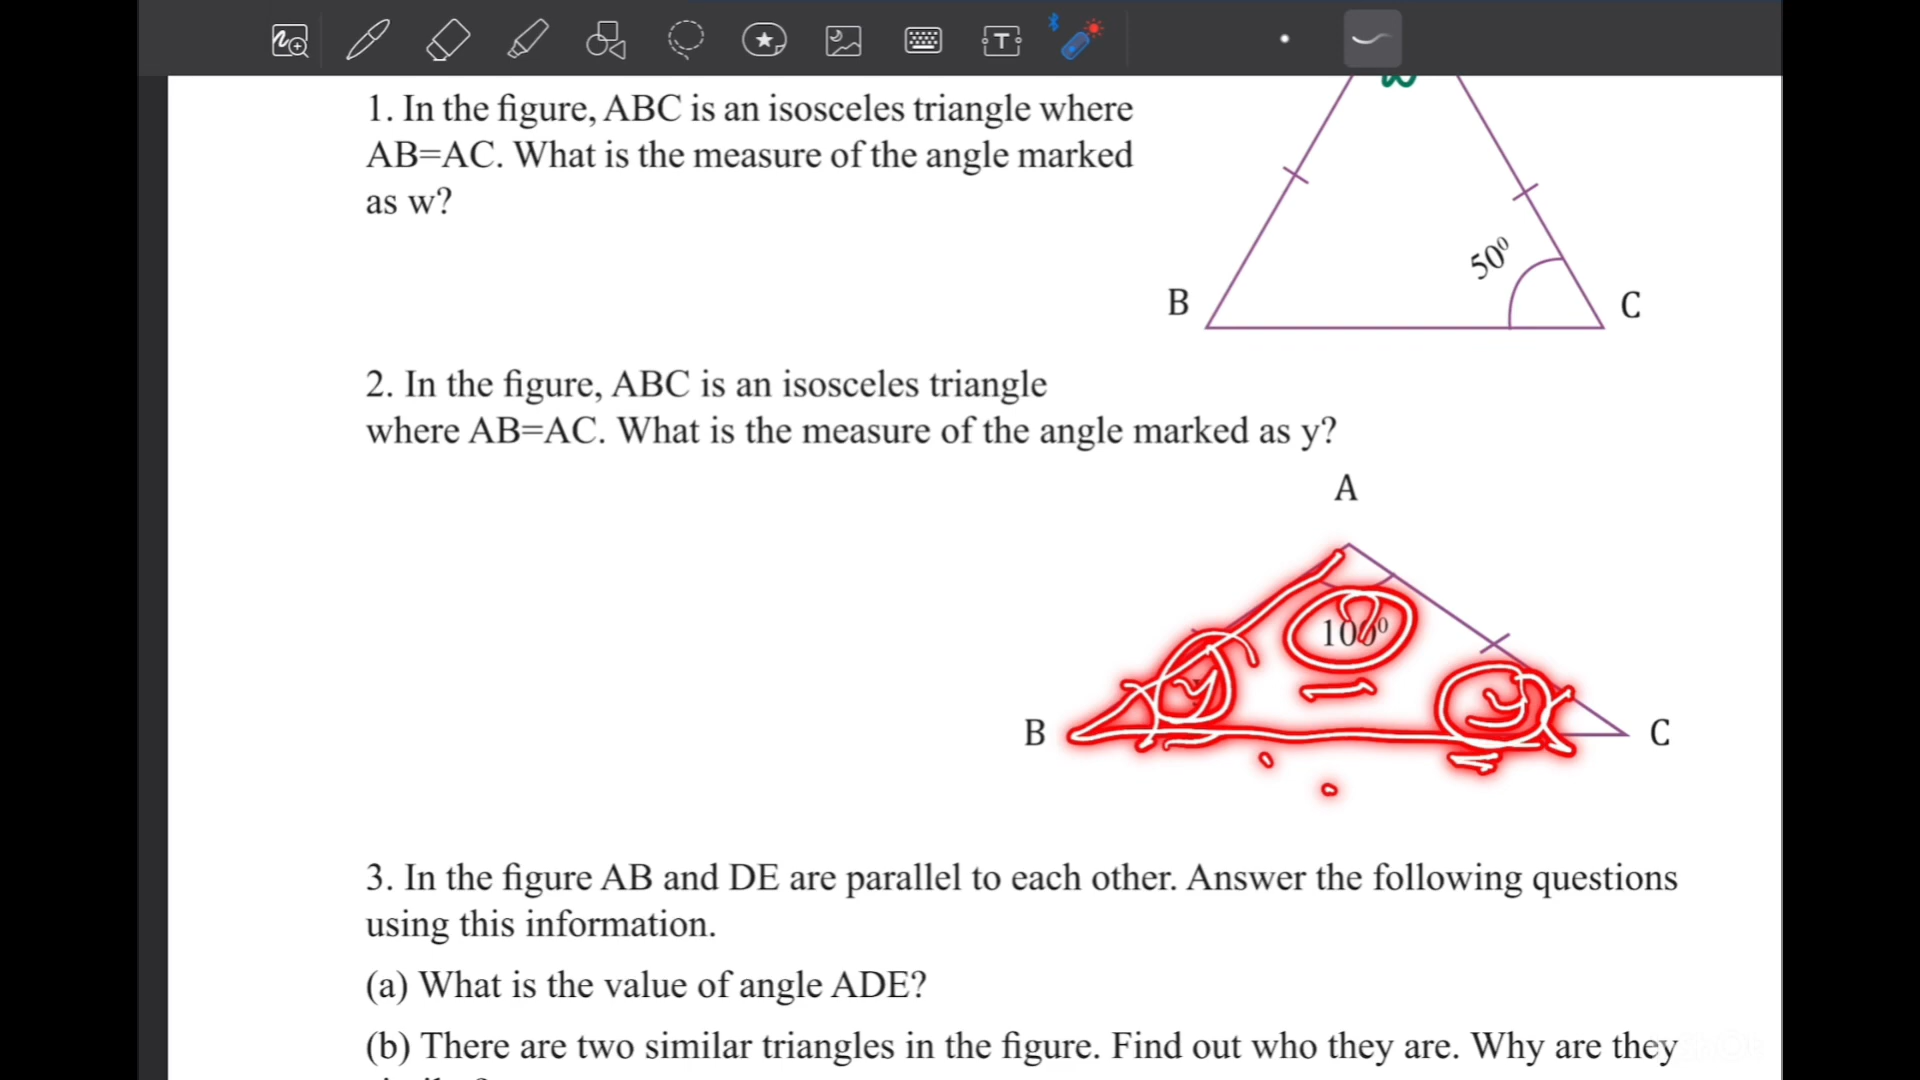 1. In the figure, ABC is an isosceles triangle where
AB=AC. What is the measure of the angle marked
as w?
50⁰
B
C
2. In the figure, ABC is an isosceles triangle
where AB=AC. What is the measure of the angle marked as y?
A
100⁰
y
y
B
C
3. In the figure AB and DE are parallel to each other. Answer the following questions
using this information.
(a) What is the value of angle ADE?
(b) There are two similar triangles in the figure. Find out who they are. Why are they